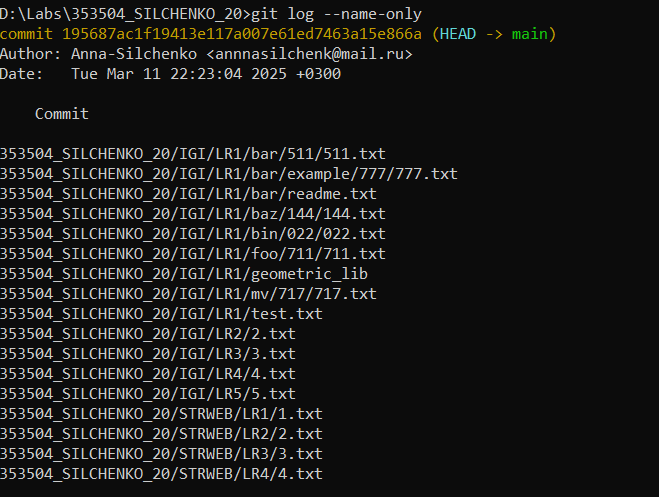 D:\Labs\353504_SILCHENKO_20>git log --name-only
commit 195687ac1f19413e117a007e61ed7463a15e866a (HEAD -> main)
Author: Anna-Silchenko <annnasilchenk@mail.ru>
Date:   Tue Mar 11 22:23:04 2025 +0300
Commit
353504_SILCHENKO_20/IGI/LR1/bar/511/511.txt
353504_SILCHENKO_20/IGI/LR1/bar/example/777/777.txt
353504_SILCHENKO_20/IGI/LR1/bar/readme.txt
353504_SILCHENKO_20/IGI/LR1/baz/144/144.txt
353504_SILCHENKO_20/IGI/LR1/bin/022/022.txt
353504_SILCHENKO_20/IGI/LR1/foo/711/711.txt
353504_SILCHENKO_20/IGI/LR1/geometric_lib
353504_SILCHENKO_20/IGI/LR1/mv/717/717.txt
353504_SILCHENKO_20/IGI/LR1/test.txt
353504_SILCHENKO_20/IGI/LR2/2.txt
353504_SILCHENKO_20/IGI/LR3/3.txt
353504_SILCHENKO_20/IGI/LR4/4.txt
353504_SILCHENKO_20/IGI/LR5/5.txt
353504_SILCHENKO_20/STRWEB/LR1/1.txt
353504_SILCHENKO_20/STRWEB/LR2/2.txt
353504_SILCHENKO_20/STRWEB/LR3/3.txt
353504_SILCHENKO_20/STRWEB/LR4/4.txt